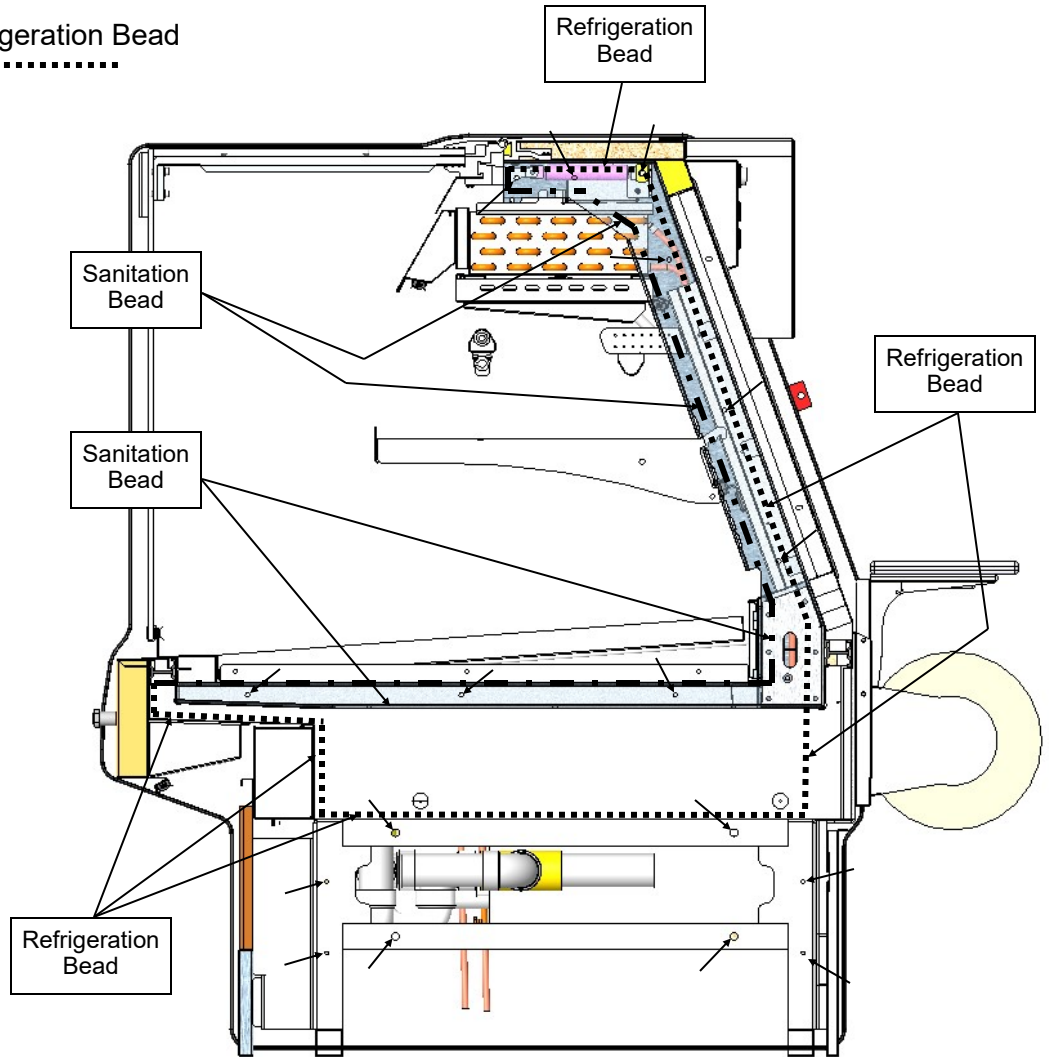 geration Bead
Refrigeration
Bead
Sanitation
Bead
Refrigeration
Bead
Sanitation
Bead
Refrigeration
Bead